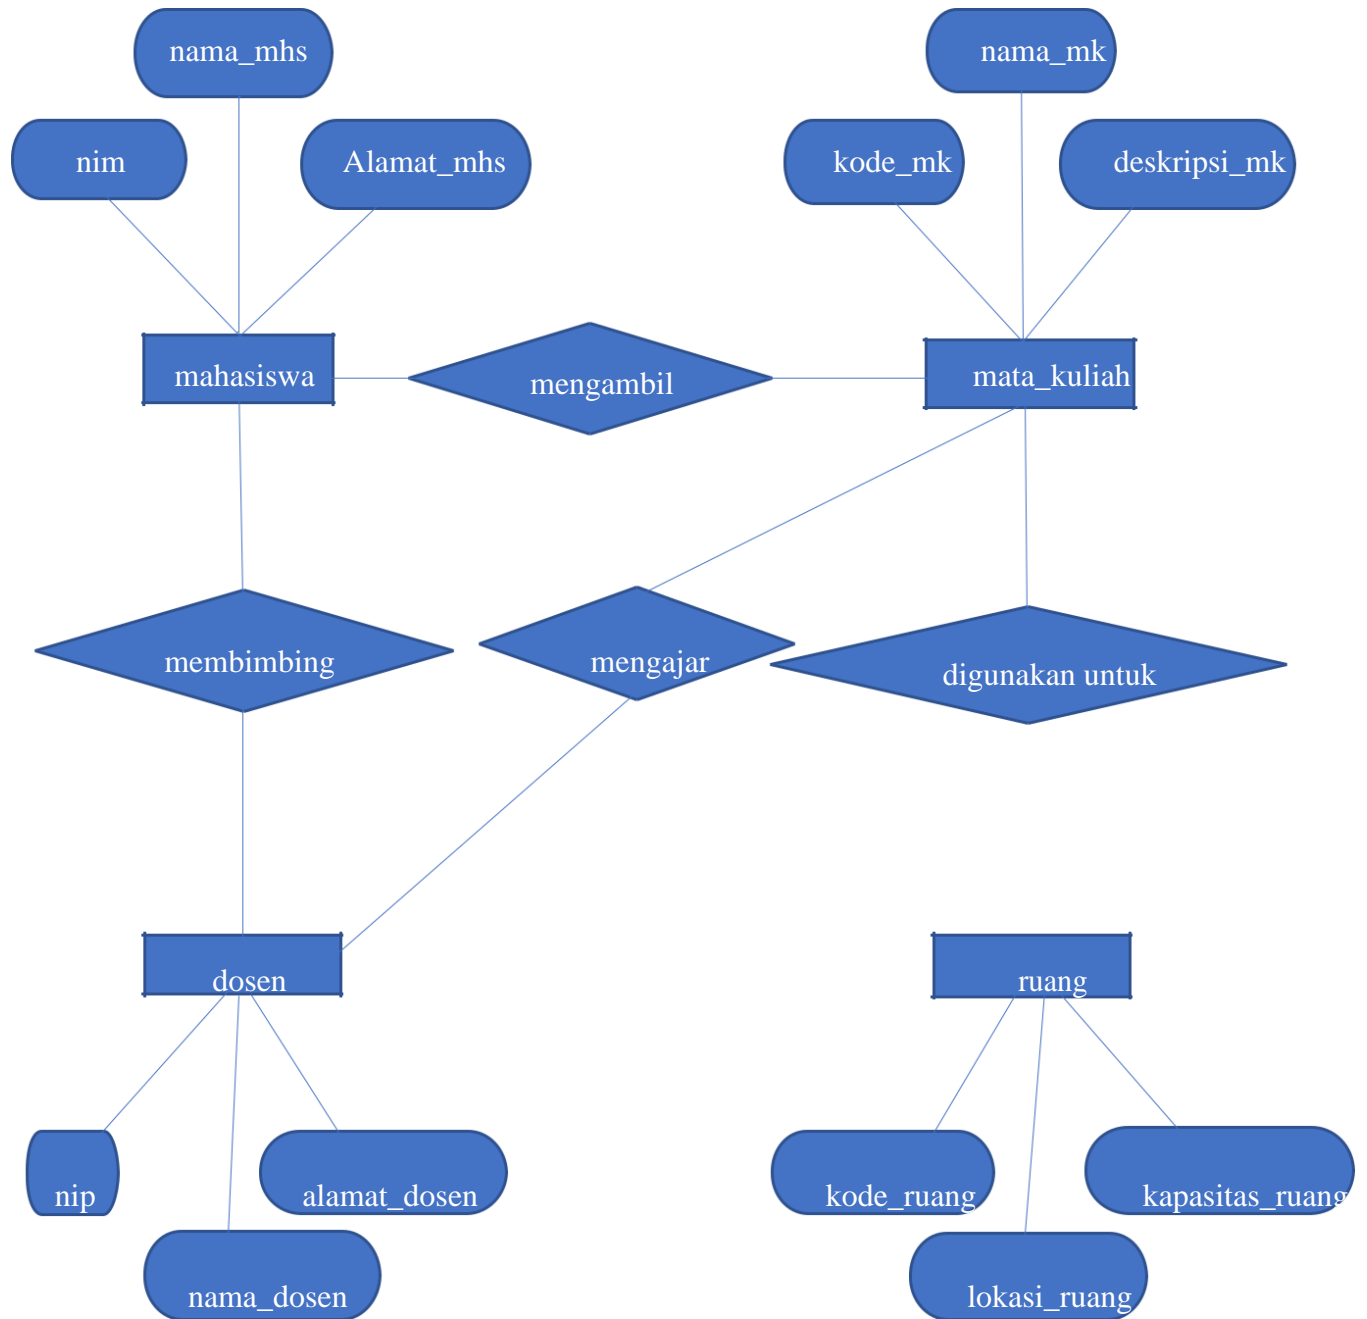 nama_mhs
nama_mk
nim
Alamat_mhs
kode_mk
deskripsi_mk
mahasiswa
mengambil
mata_kuliah
membimbing
mengajar
digunakan untuk
dosen
ruang
nip
alamat_dosen
kode_ruang
kapasitas_ruang
nama_dosen
lokasi_ruang